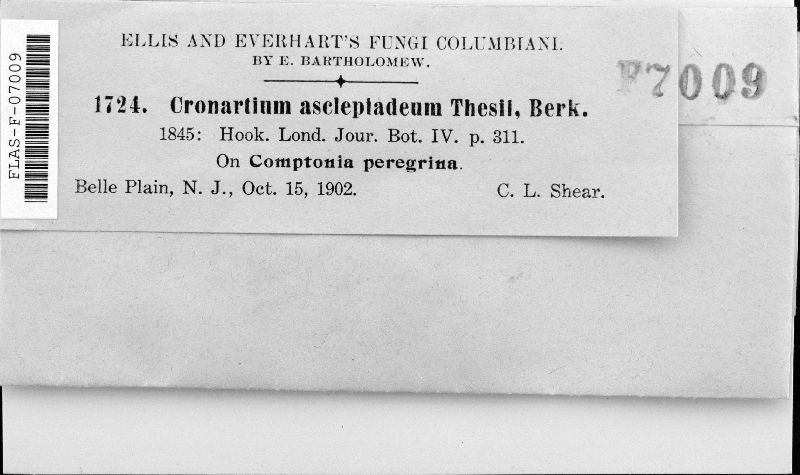 ELLIS AND EVERHART'S FUNGI COLUMBIANI.
BY E. BARTHOLOMEW.
1724. Cronartium asclepiadeum Thesii, Berk.
1845: Hook. Lond. Jour. Bot. IV. p. 311.
On Comptonia peregrina.
Belle Plain, N. J., Oct. 15, 1902. C. L. Shear.
FLAS-F-07009
F7009